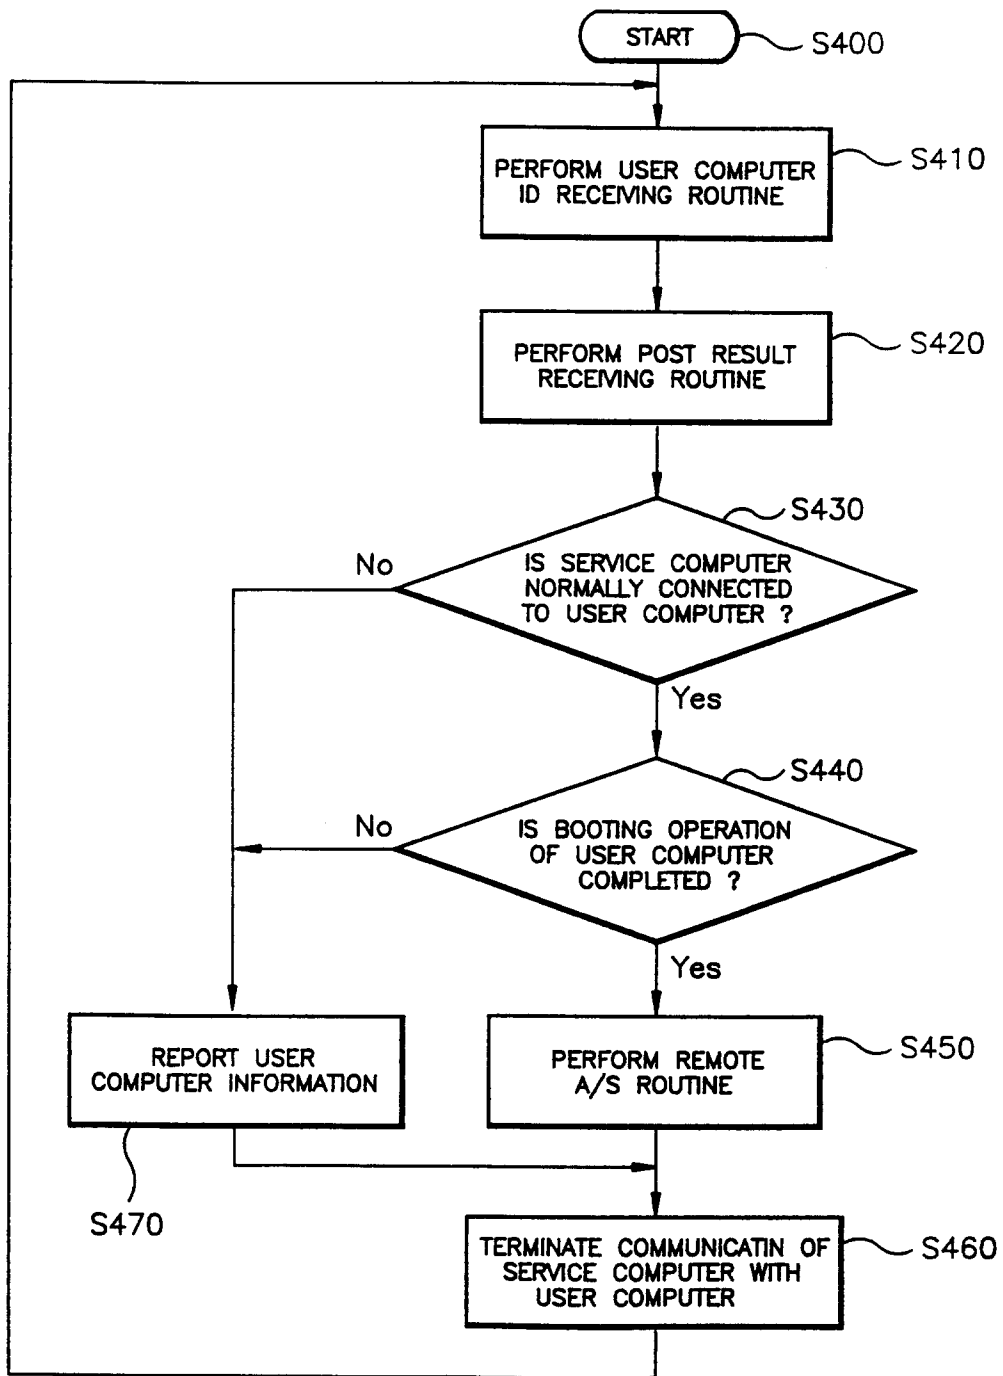 START
S400
PERFORM USER COMPUTER
ID RECEIVING ROUTINE
S410
PERFORM POST RESULT
RECEIVING ROUTINE
S420
S430
No
IS SERVICE COMPUTER
NORMALLY CONNECTED
TO USER COMPUTER ?
Yes
S440
No
IS BOOTING OPERATION
OF USER COMPUTER
COMPLETED ?
Yes
REPORT USER
COMPUTER INFORMATION
S470
PERFORM REMOTE
A/S ROUTINE
S450
TERMINATE COMMUNICATIN OF
SERVICE COMPUTER WITH
USER COMPUTER
S460